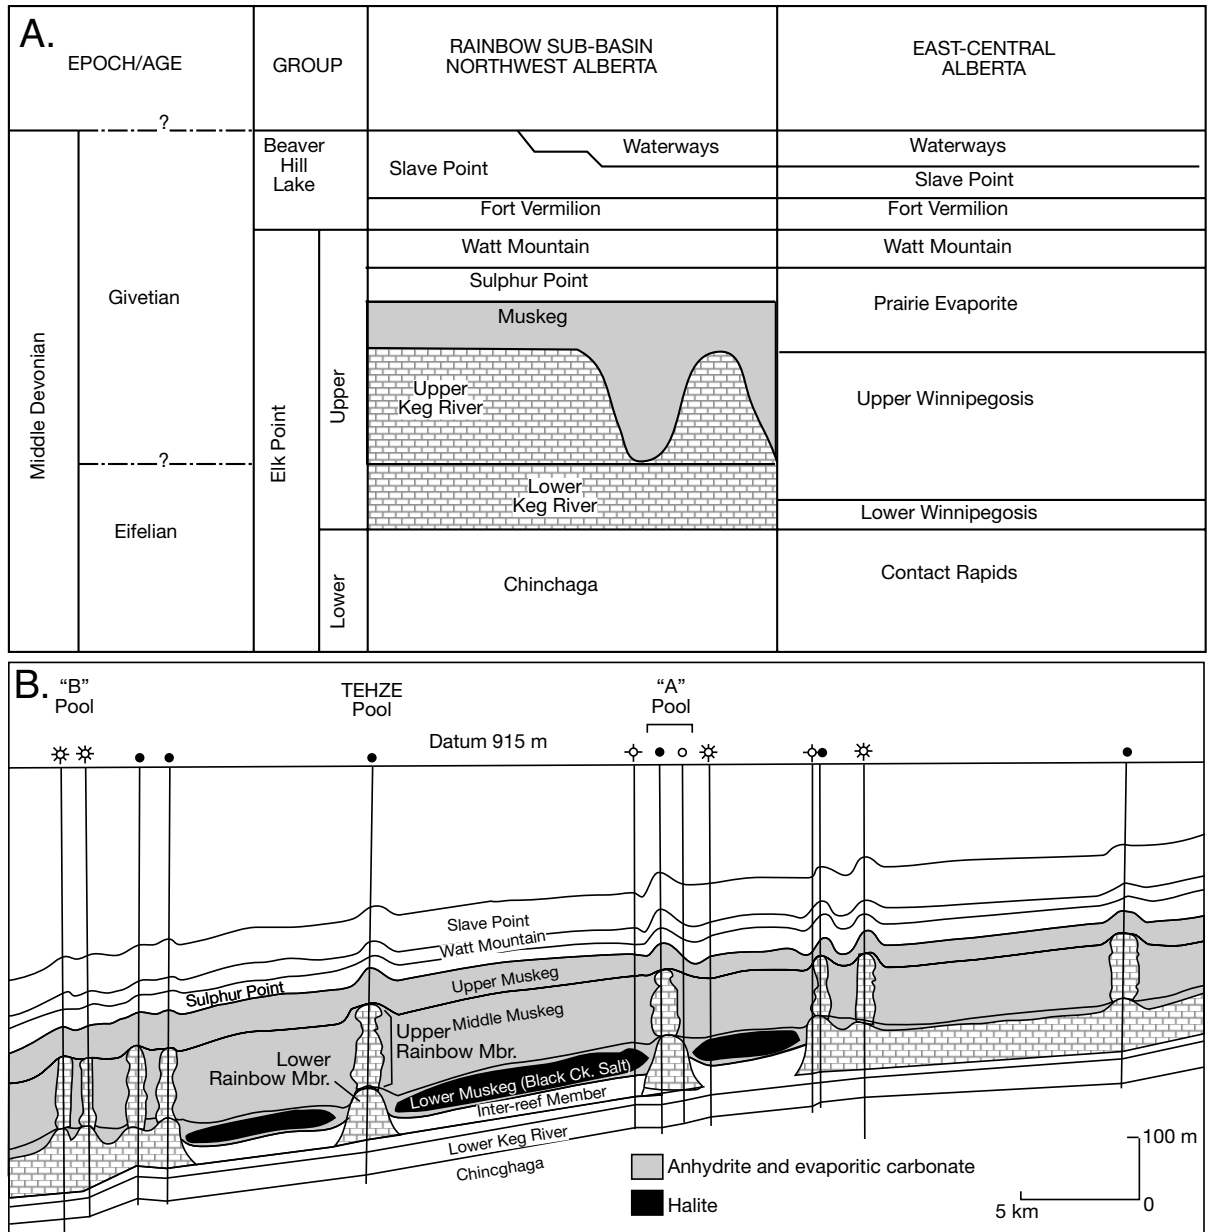 A.
EPOCH/AGE
GROUP
RAINBOW SUB-BASIN
NORTHWEST ALBERTA
EAST-CENTRAL
ALBERTA
?
Beaver
Hill
Lake
Slave Point
Waterways
Waterways
Slave Point
Fort Vermilion
Fort Vermilion
Middle Devonian
Givetian
Elk Point
Upper
Watt Mountain
Watt Mountain
Sulphur Point
Muskeg
Prairie Evaporite
Upper
Keg River
Upper Winnipegosis
?
Lower
Keg River
Lower Winnipegosis
Eifelian
Lower
Chinchaga
Contact Rapids
B.
"B"
Pool
TEHZE
Pool
"A"
Pool
Datum 915 m
Slave Point
Watt Mountain
Sulphur Point
Upper Muskeg
Middle Muskeg
Upper
Rainbow Mbr.
Lower
Rainbow Mbr.
Lower Muskeg (Black Ck. Salt)
Inter-reef Member
Lower Keg River
Chincghaga
Anhydrite and evaporitic carbonate
Halite
100 m
0
5 km